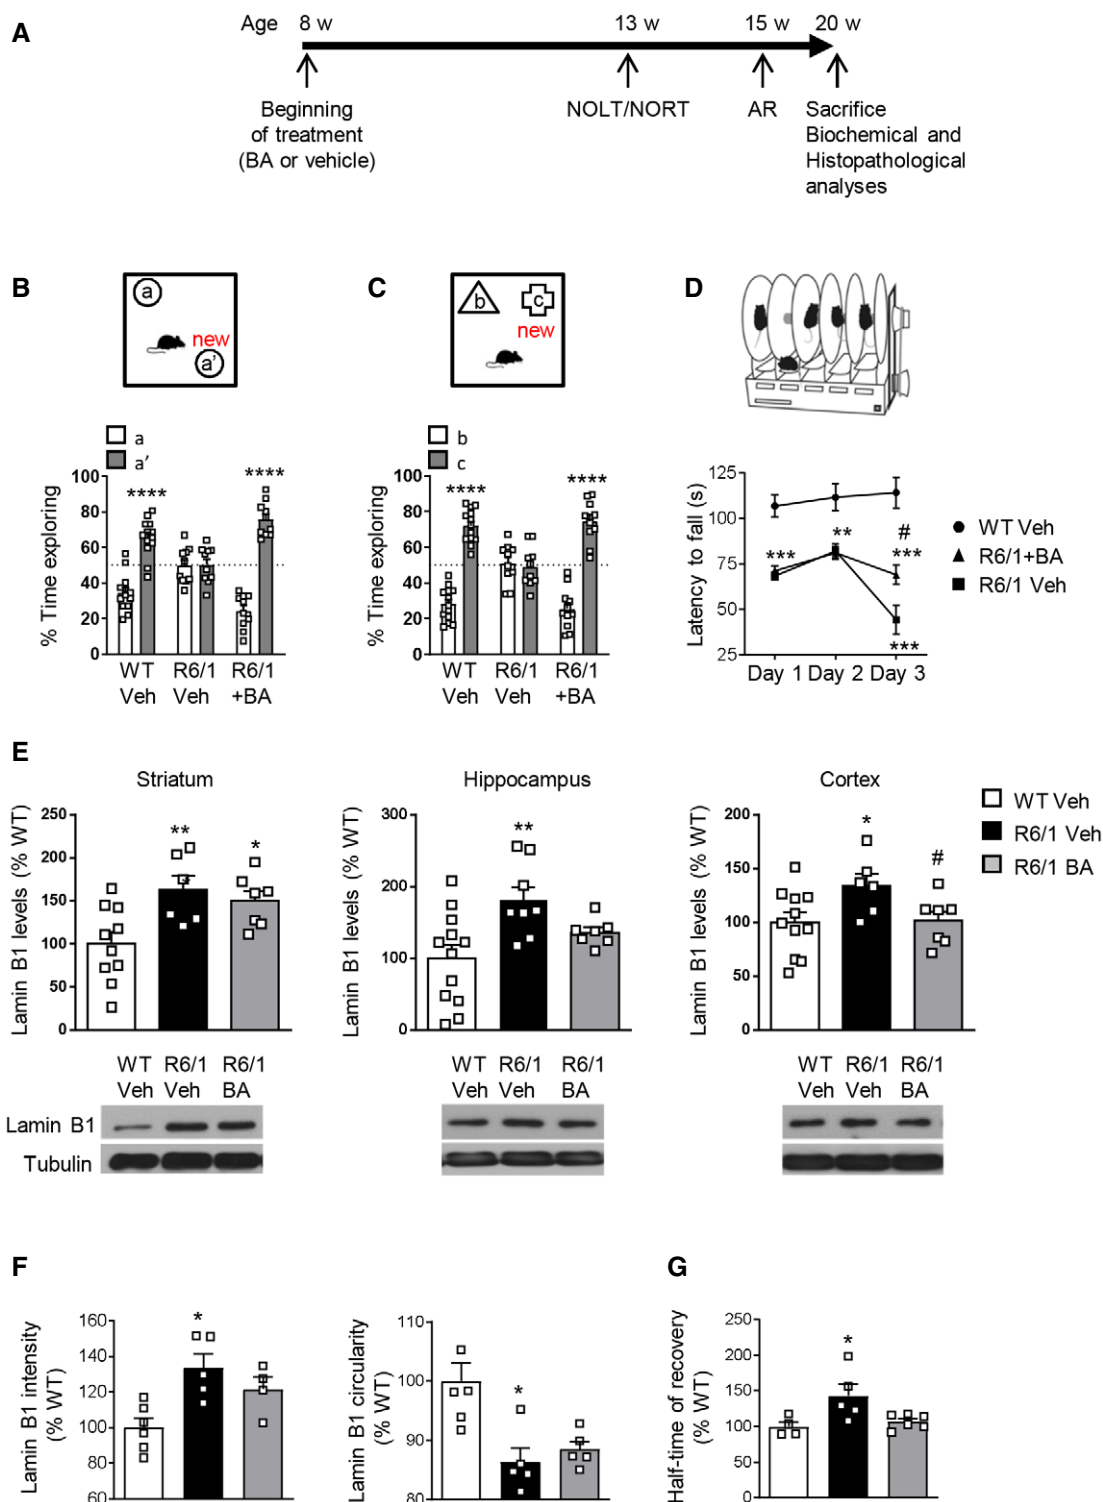 A
Age 8 w 13 w 15 w 20 w
Beginning
of treatment
(BA or vehicle)
NOLT/NORT
AR
Sacrifice
Biochemical and
Histopathological
analyses
B
a
new
a'
a
a'
% Time exploring
100
80
60
40
20
0
****
****
WT
Veh
R6/1
Veh
R6/1
+BA
C
b
c
new
b
c
% Time exploring
100
80
60
40
20
0
****
****
WT
Veh
R6/1
Veh
R6/1
+BA
D
Latency to fall (s)
125
100
75
50
25
***
**
#
***
***
Day 1 Day 2 Day 3
WT Veh
R6/1+BA
R6/1 Veh
E
Striatum
Lamin B1 levels (% WT)
250
200
150
100
50
0
**
*
WT
Veh
R6/1
Veh
R6/1
BA
Lamin B1
Tubulin
Hippocampus
Lamin B1 levels (% WT)
300
200
100
0
**
WT
Veh
R6/1
Veh
R6/1
BA
Cortex
Lamin B1 levels (% WT)
200
150
100
50
0
*
#
WT
Veh
R6/1
Veh
R6/1
BA
WT Veh
R6/1 Veh
R6/1 BA
F
Lamin B1 intensity
(% WT)
160
140
120
100
80
60
*
Lamin B1 circularity
(% WT)
110
100
90
80
*
G
Half-time of recovery
(% WT)
250
200
150
100
50
0
*